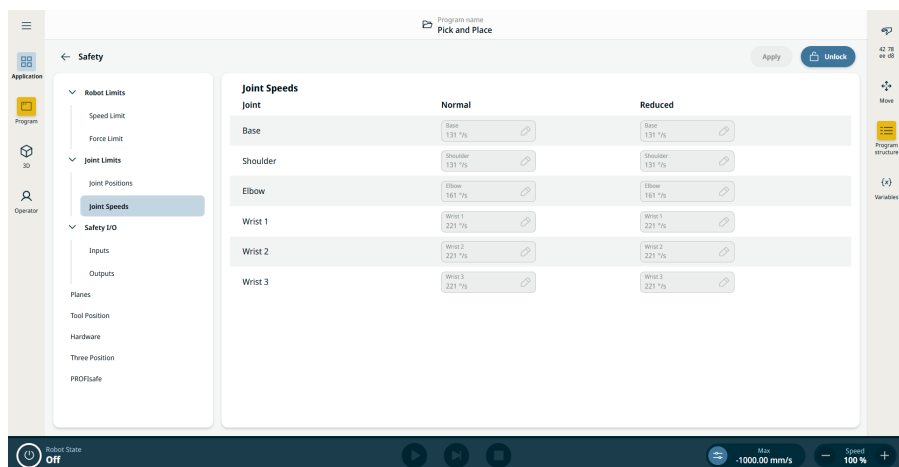 Program name
Pick and Place
Safety
Apply
Unlock
42 78
ee d8
Application
Program
3D
Operator
Move
Program
structure
{x}
Variables
Robot Limits
Speed Limit
Force Limit
Joint Limits
Joint Positions
Joint Speeds
Safety I/O
Inputs
Outputs
Planes
Tool Position
Hardware
Three Position
PROFIsafe
Joint Speeds
Joint Normal Reduced
Base
Base
131 °/s
Base
131 °/s
Shoulder
Shoulder
131 °/s
Shoulder
131 °/s
Elbow
Elbow
161 °/s
Elbow
161 °/s
Wrist 1
Wrist 1
221 °/s
Wrist 1
221 °/s
Wrist 2
Wrist 2
221 °/s
Wrist 2
221 °/s
Wrist 3
Wrist 3
221 °/s
Wrist 3
221 °/s
Robot State
Off
Max
-1000.00 mm/s
Speed
100 %